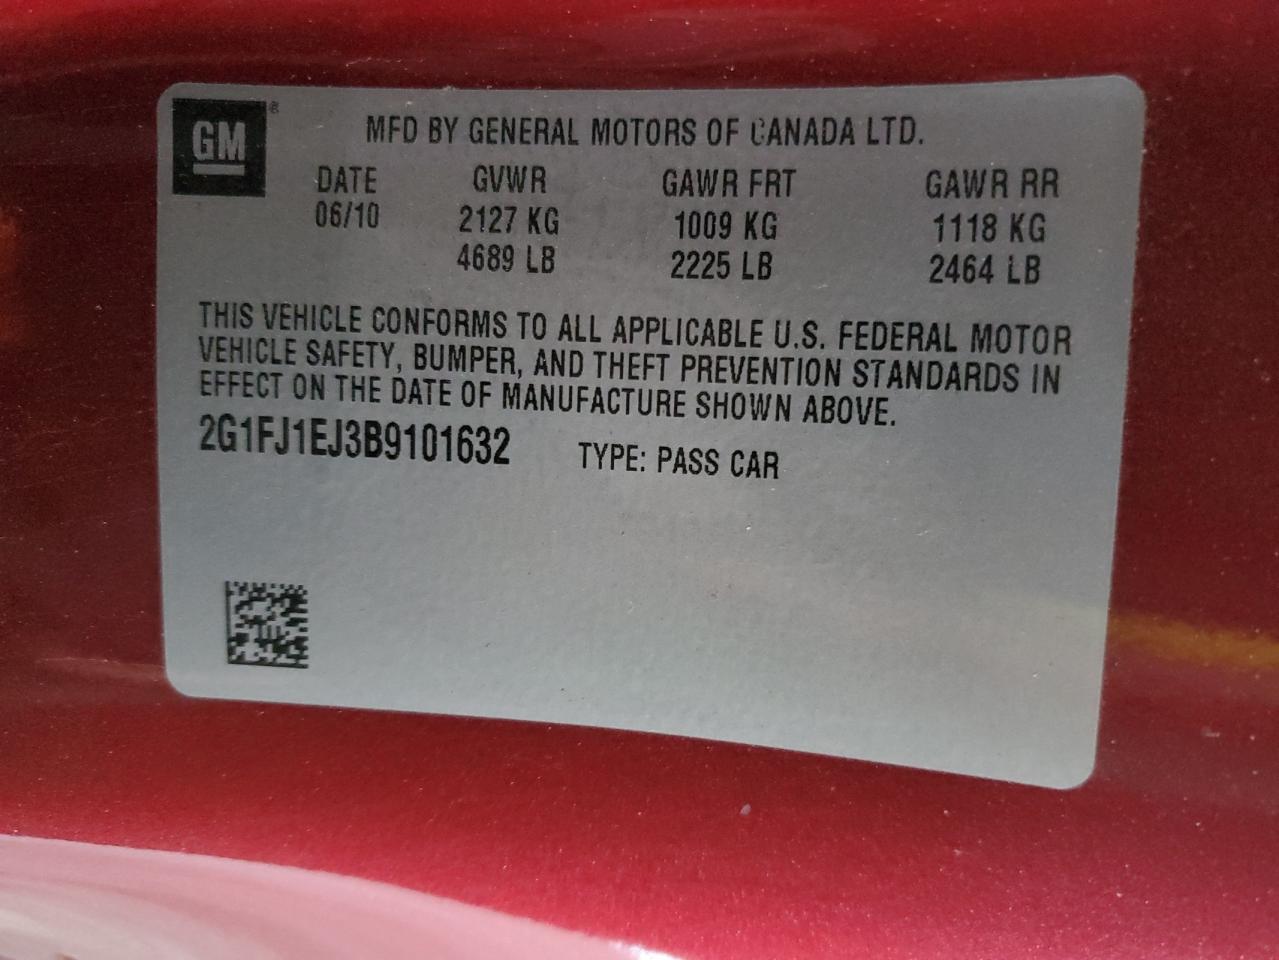 GM®
MFD BY GENERAL MOTORS OF CANADA LTD.
DATE GVWR GAWR FRT GAWR RR
06/10 2127 KG 1009 KG 1118 KG
4689 LB 2225 LB 2464 LB
THIS VEHICLE CONFORMS TO ALL APPLICABLE U.S. FEDERAL MOTOR
VEHICLE SAFETY, BUMPER, AND THEFT PREVENTION STANDARDS IN
EFFECT ON THE DATE OF MANUFACTURE SHOWN ABOVE.
2G1FJ1EJ3B9101632 TYPE: PASS CAR